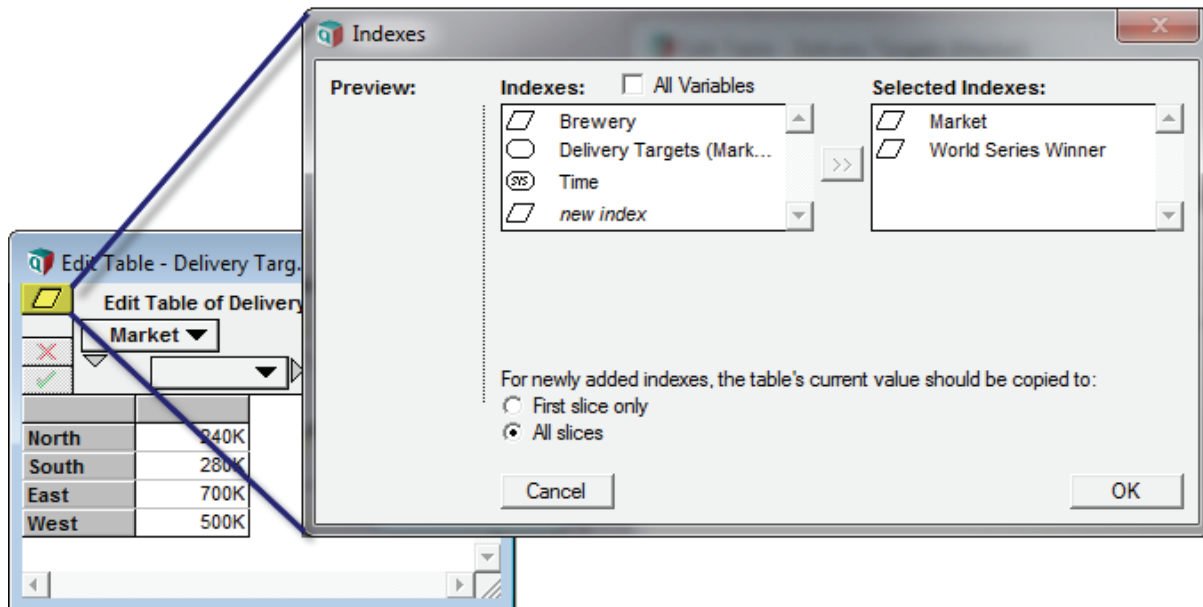 Indexes
Preview:
Indexes:
All Variables
Selected Indexes:
Brewery
Delivery Targets (Mark...
SYS Time
new index
>>
Market
World Series Winner
For newly added indexes, the table's current value should be copied to:
First slice only
All slices
Cancel
OK
Edit Table - Delivery Targ.
Edit Table of Delivery
Market
North 240K
South 280K
East 700K
West 500K